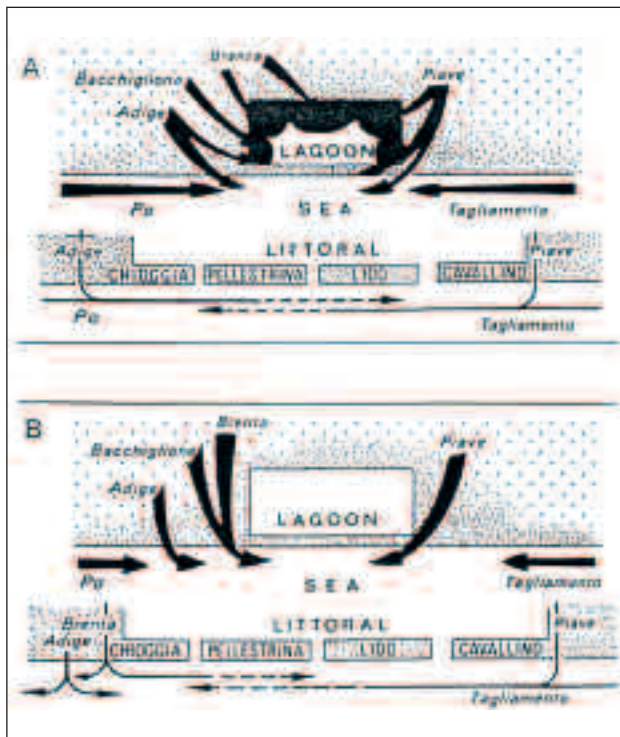 A
Brenta
Bacchiglione
Adige
Piave
LAGOON
Po
SEA
Tagliamento
LITTORAL
Adige
Piave
CHIOGGIA PELLESTRINA LIDO CAVALLINO
Po
Tagliamento
B
Brenta
Bacchiglione
Piave
Adige
LAGOON
Po
SEA
Tagliamento
LITTORAL
Brenta
Piave
Adige
CHIOGGIA PELLESTRINA LIDO CAVALLINO
Tagliamento